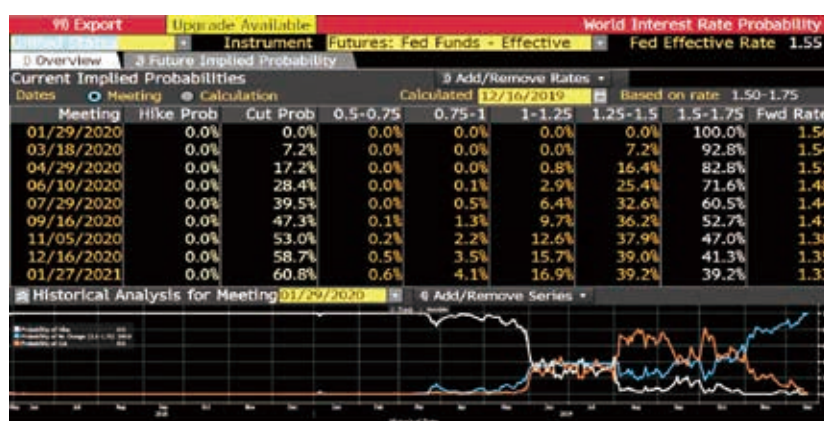 90 Export Upgrade Available World Interest Rate Probability
United States Instrument Futures: Fed Funds - Effective Fed Effective Rate 1.55
Overview Future Implied Probability
Current Implied Probabilities Add/Remove Rates
Dates Meeting Calculation Calculated 12/16/2019 Based on rate 1.50-1.75
Meeting Hike Prob Cut Prob 0.5-0.75 0.75-1 1-1.25 1.25-1.5 1.5-1.75 Fwd Rate
01/29/2020 0.0% 0.0% 0.0% 0.0% 0.0% 0.0% 100.0%
03/18/2020 0.0% 7.2% 0.0% 0.0% 0.0% 7.2% 92.8% 1.54
04/29/2020 0.0% 17.2% 0.0% 0.0% 0.8% 16.4% 82.8%
06/10/2020 0.0% 28.4% 0.0% 0.1% 2.9% 25.4% 71.6%
07/29/2020 0.0% 39.5% 0.0% 0.5% 6.4% 32.6% 60.5% 1.44
09/16/2020 0.0% 47.3% 0.1% 1.3% 9.7% 36.2% 52.7%
11/05/2020 0.0% 53.0% 0.2% 2.2% 12.6% 37.9% 47.0%
12/16/2020 0.0% 58.7% 0.5% 3.5% 15.7% 39.0% 41.3%
01/27/2021 0.0% 60.8% 0.6% 4.1% 16.9% 39.2% 39.2%
Historical Analysis for Meeting 01/29/2020 Add/Remove Series